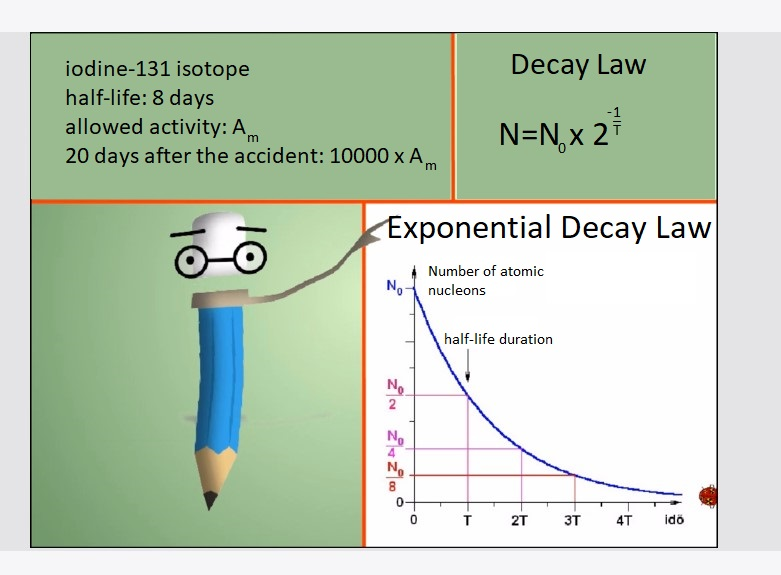 iodine-131 isotope
half-life: 8 days
allowed activity: Am
20 days after the accident: 10000 x Am
Decay Law
N=N0 x 2^-1/T
Exponential Decay Law
Number of atomic
nucleons
N0
half-life duration
N0
2
N0
4
N0
8
0
0 T 2T 3T 4T idő